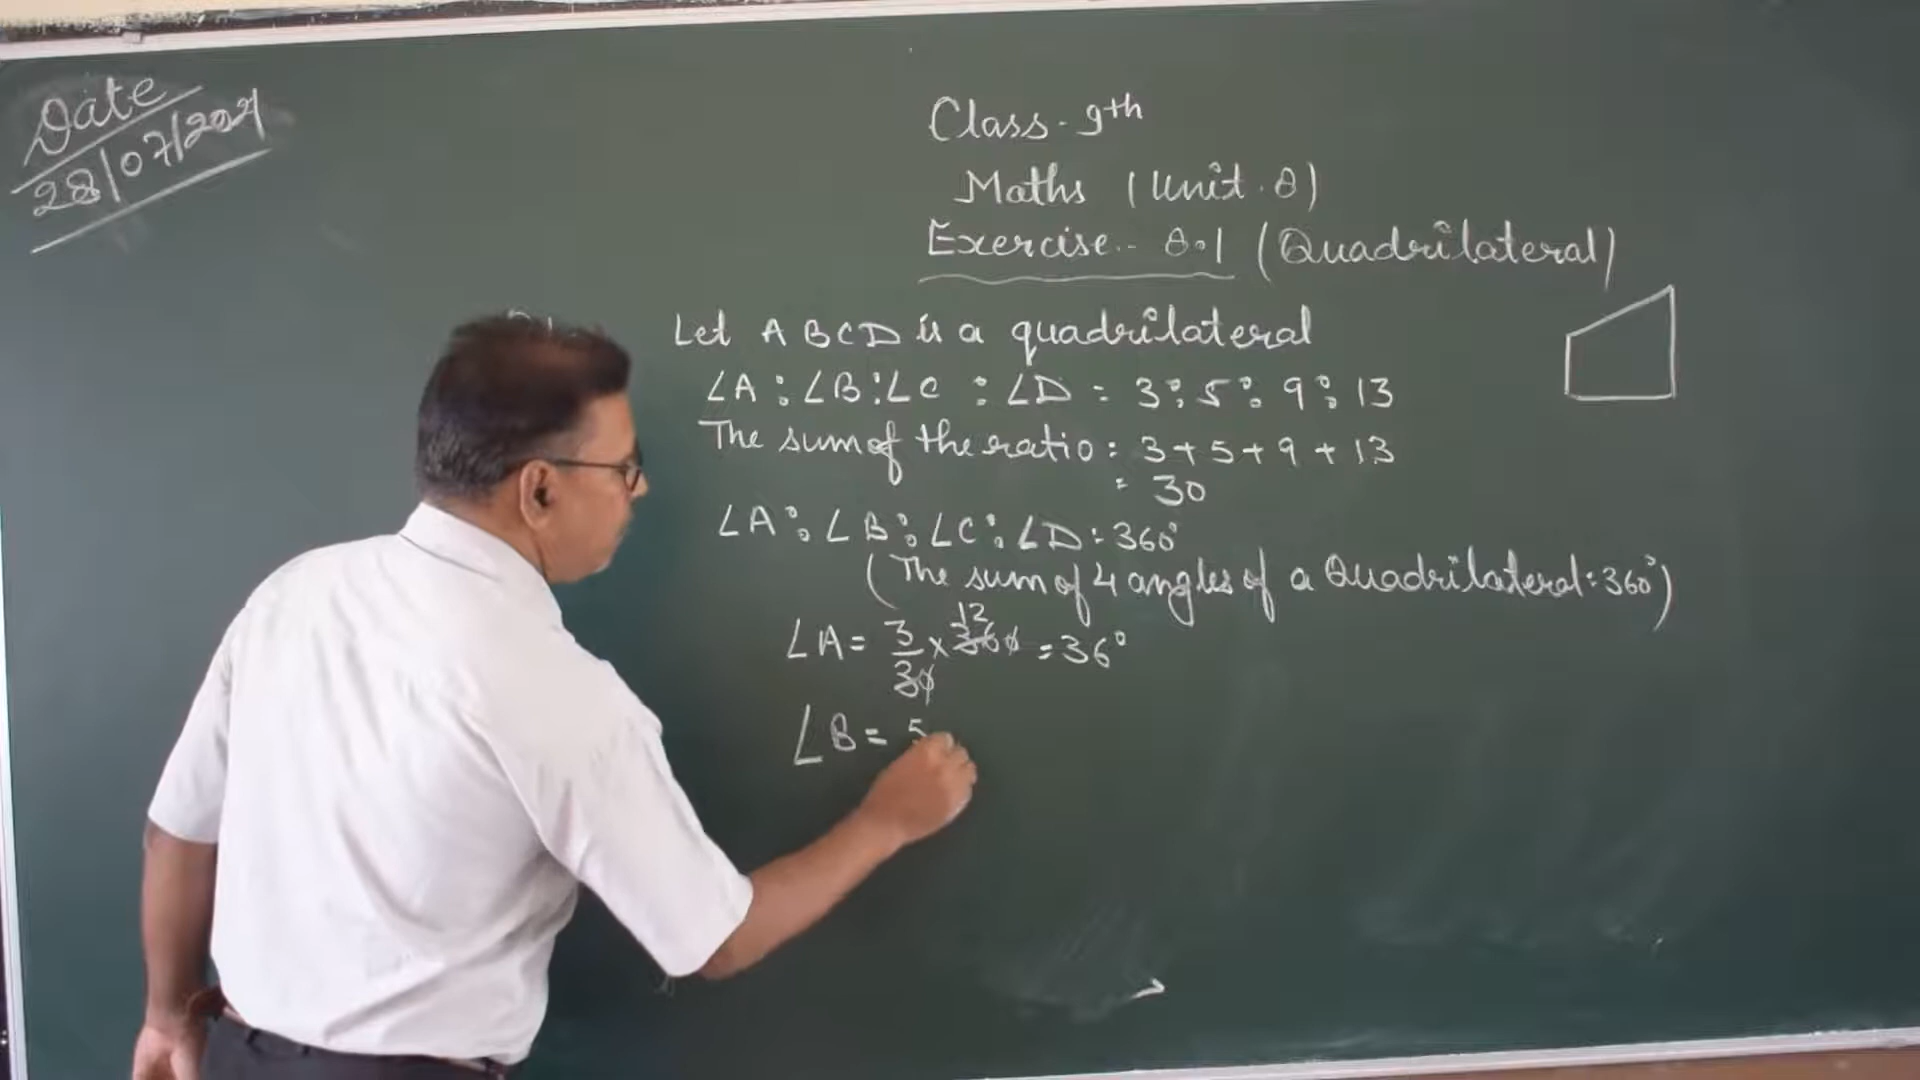 Date
28/07/2021
Class - 9th
Maths (Unit . 8)
Exercise - 8.1 (Quadrilateral)
Let ABCD is a quadrilateral
∠A : ∠B : ∠C : ∠D = 3 : 5 : 9 : 13
The sum of the ratio = 3 + 5 + 9 + 13
= 30
∠A : ∠B : ∠C : ∠D = 360°
(The sum of 4 angles of a Quadrilateral = 360°)
∠A = 3/30 × 360 = 36°
12
∠B = 5